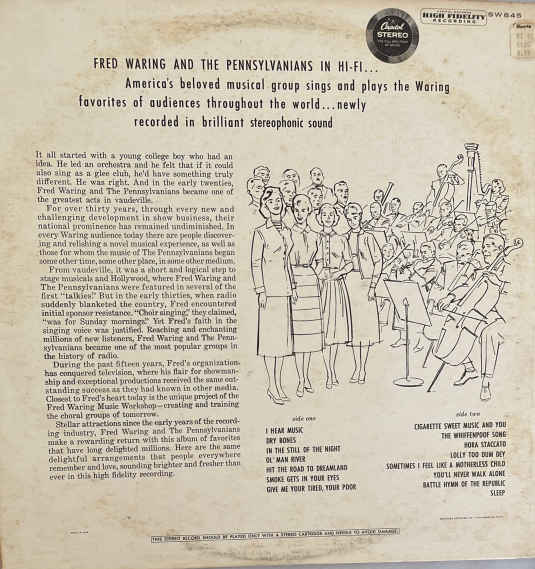 HIGH FIDELITY
RECORDING
SW 845
Capitol
STEREO
FRED WARING AND THE PENNSYLVANIANS IN HI-FI...
America's beloved musical group sings and plays the Waring
favorites of audiences throughout the world...newly
recorded in brilliant stereophonic sound
It all started with a young college boy who had an
idea. He led an orchestra and he felt that if it could
also sing as a glee club, he'd have something truly
different. He was right. And in the early twenties,
Fred Waring and The Pennsylvanians became one of
the greatest acts in vaudeville.
For over thirty years, through every new and
challenging development in show business, their
national prominence has remained undiminished. In
every Waring audience today there are people discover-
ing and relishing a novel musical experience, as well as
those for whom the music of The Pennsylvanians began
some other time, some other place, in some other medium.
From vaudeville, it was a short and logical step to
stage musicals and Hollywood, where Fred Waring and
The Pennsylvanians were featured in several of the
first "talkies." But in the early thirties, when radio
suddenly blanketed the country, Fred encountered
initial sponsor resistance. "Choir singing," they claimed,
"was for Sunday mornings." Yet Fred's faith in the
singing voice was justified. Reaching and enchanting
millions of new listeners, Fred Waring and The Penn-
sylvanians became one of the most popular groups in
the history of radio.
During the past fifteen years, Fred's organization
has conquered television, where his flair for showman-
ship and exceptional productions received the same out-
standing success as they had known in other media.
Closest to Fred's heart today is the unique project of the
Fred Waring Music Workshop—creating and training
the choral groups of tomorrow.
Stellar attractions since the early years of the record-
ing industry, Fred Waring and The Pennsylvanians
make a rewarding return with this album of favorites
that have long delighted millions. Here are the same
delightful arrangements that people everywhere
remember and love, sounding brighter and fresher than
ever in this high fidelity recording.
side one
I HEAR MUSIC
DRY BONES
IN THE STILL OF THE NIGHT
OL' MAN RIVER
HIT THE ROAD TO DREAMLAND
SMOKE GETS IN YOUR EYES
GIVE ME YOUR TIRED, YOUR POOR
side two
CIGARETTE SWEET MUSIC AND YOU
THE WHIFFENPOOF SONG
HORA STACCATO
LOLLY TOO DUM DEY
SOMETIMES I FEEL LIKE A MOTHERLESS CHILD
YOU'LL NEVER WALK ALONE
BATTLE HYMN OF THE REPUBLIC
SLEEP
THIS STEREO RECORD SHOULD BE PLAYED ONLY WITH A STEREO CARTRIDGE AND NEEDLE TO AVOID DAMAGE.